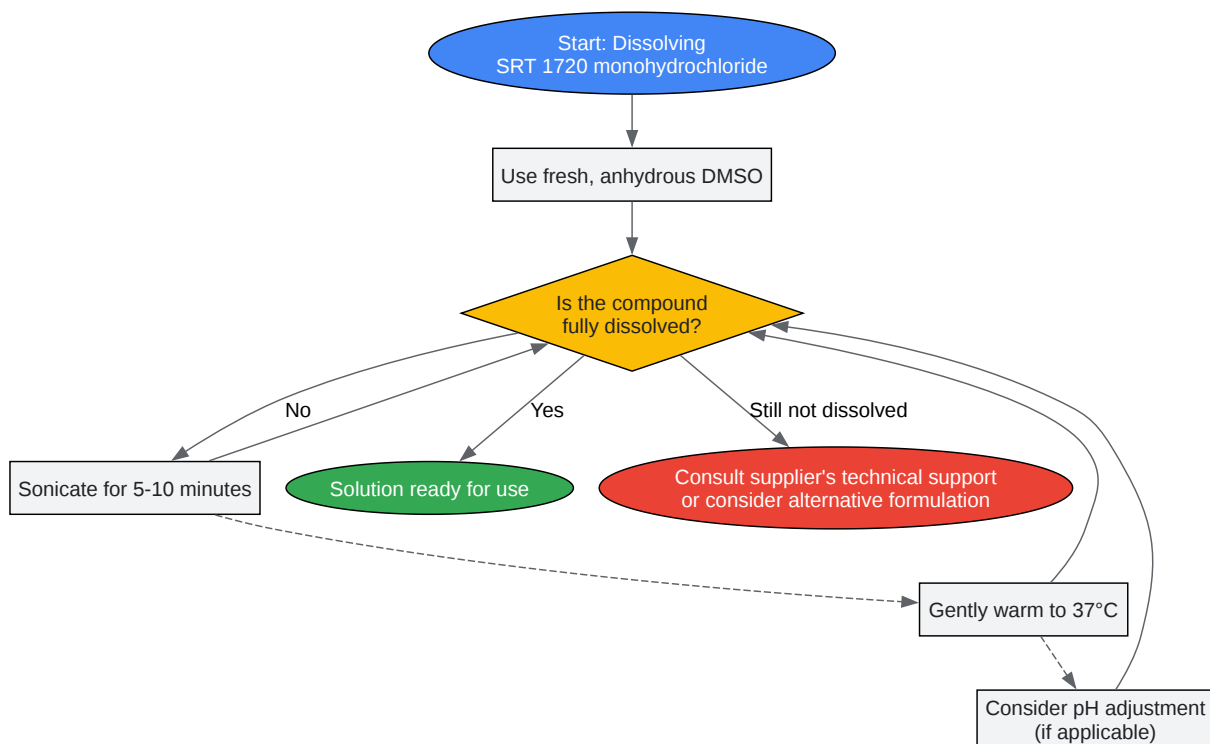 Start: Dissolving
SRT 1720 monohydrochloride
Use fresh, anhydrous DMSO
Is the compound
fully dissolved?
No
Yes
Still not dissolved
Sonicate for 5-10 minutes
Solution ready for use
Consult supplier's technical support
or consider alternative formulation
Gently warm to 37°C
Consider pH adjustment
(if applicable)